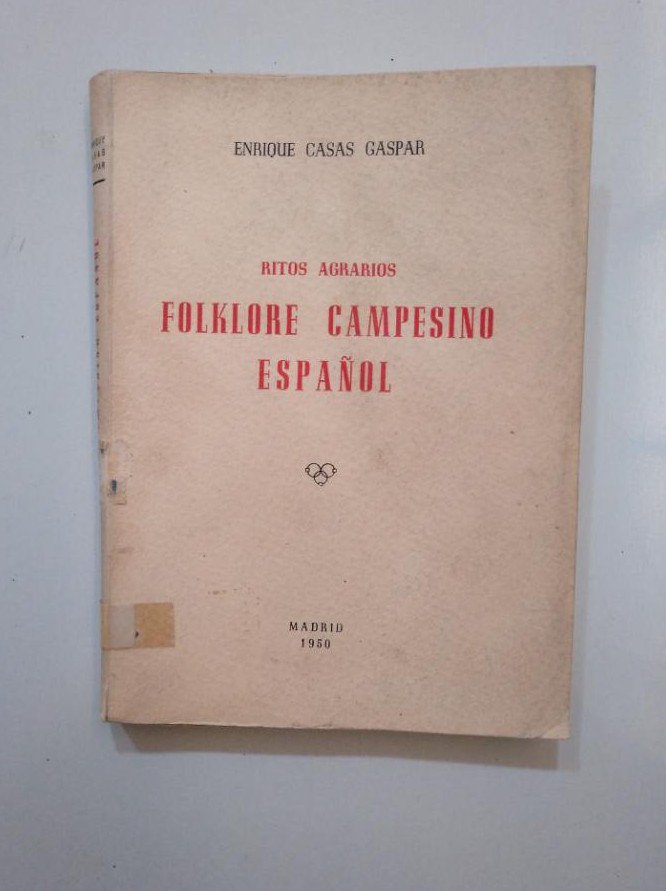 ENRIQUE CASAS GASPAR
RITOS AGRARIOS
FOLKLORE CAMPESINO
ESPAÑOL
MADRID
1950